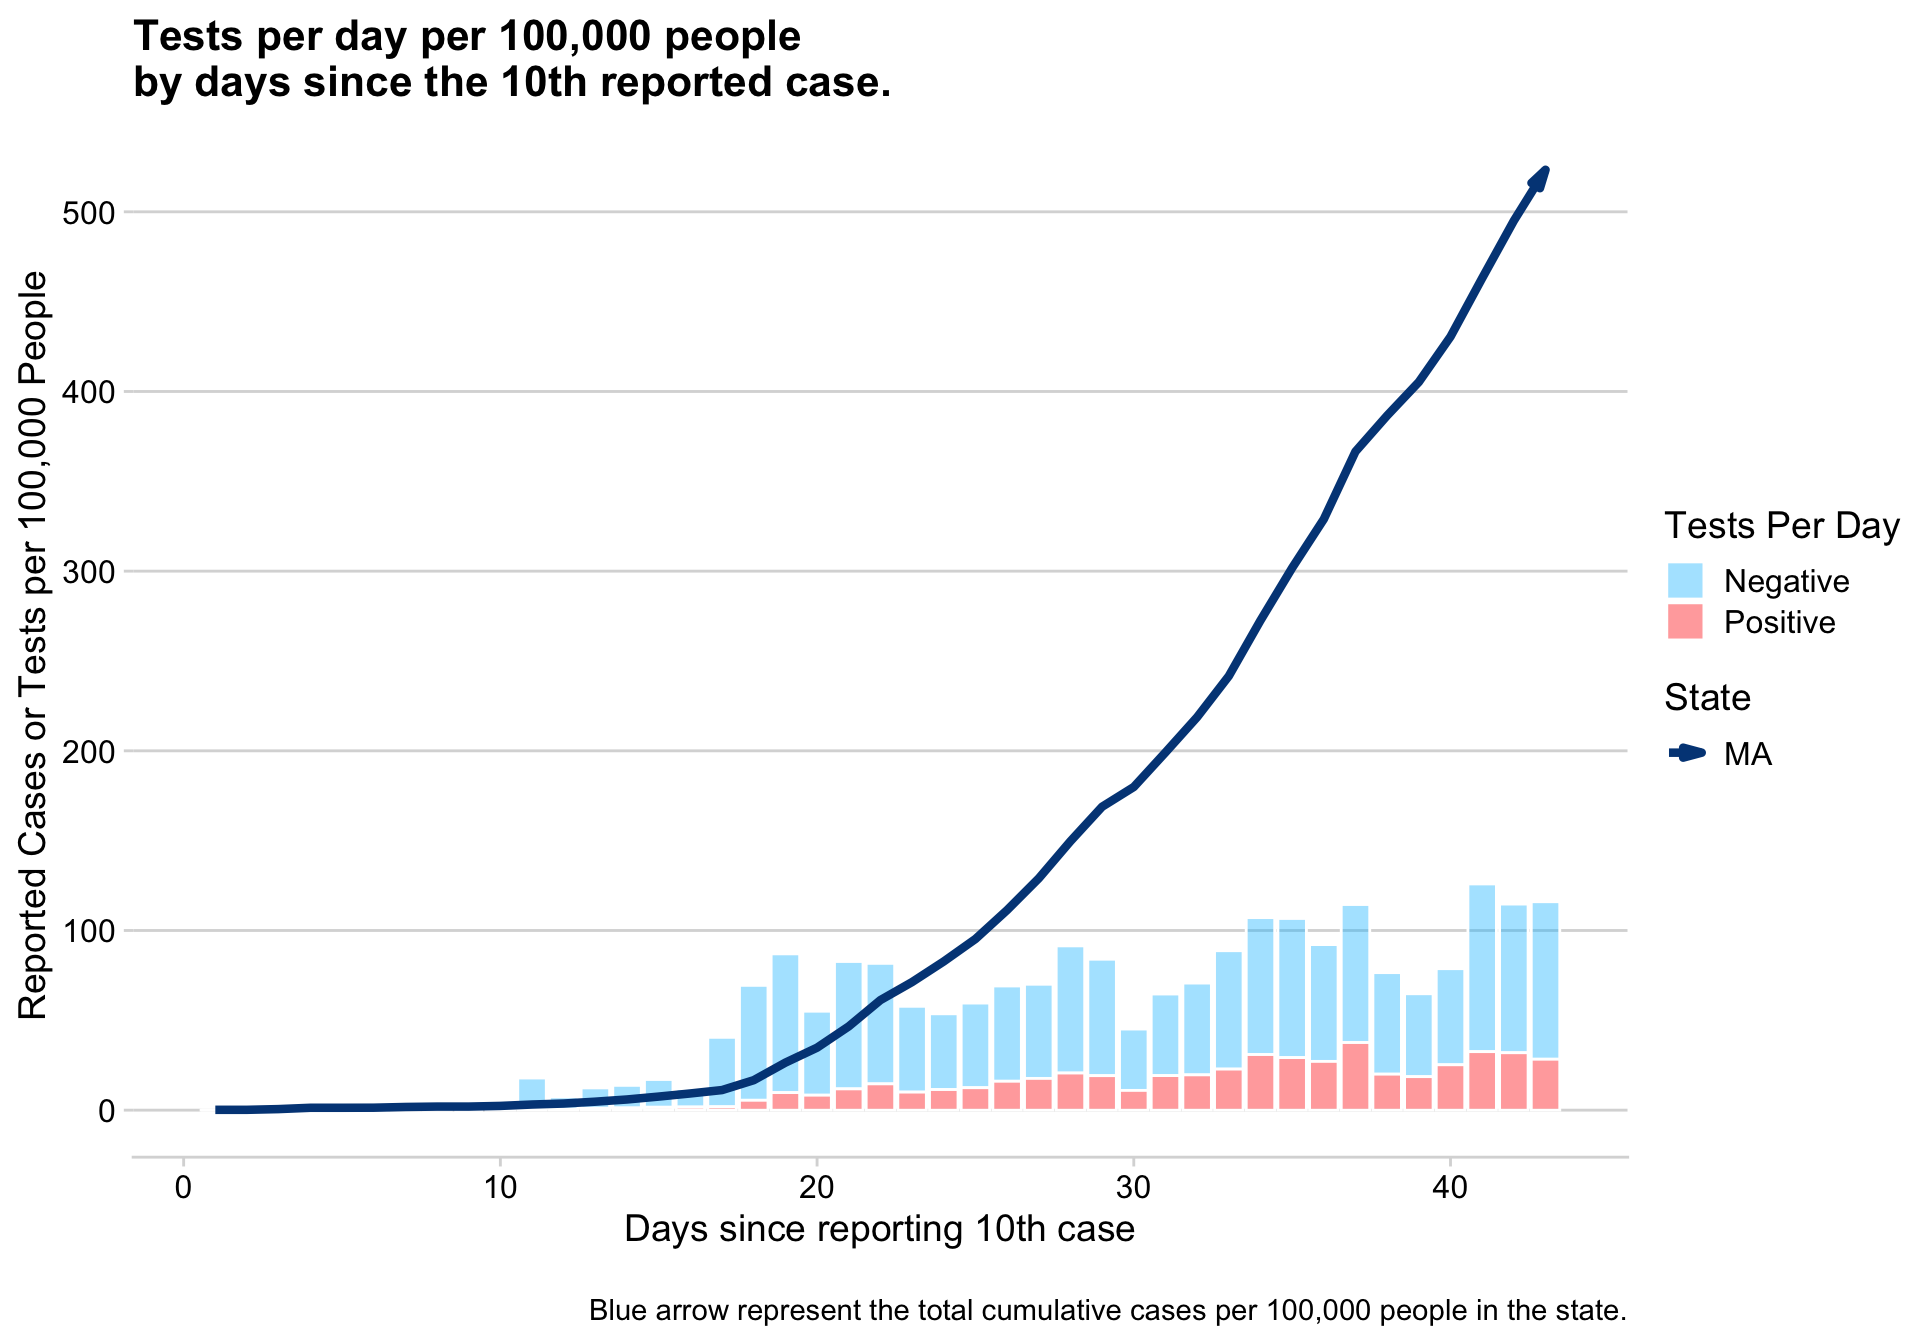 Tests per day per 100,000 people
by days since the 10th reported case.
Reported Cases or Tests per 100,000 People
500
400
300
200
100
0
0
10
20
30
40
Days since reporting 10th case
Tests Per Day
Negative
Positive
State
MA
Blue arrow represent the total cumulative cases per 100,000 people in the state.